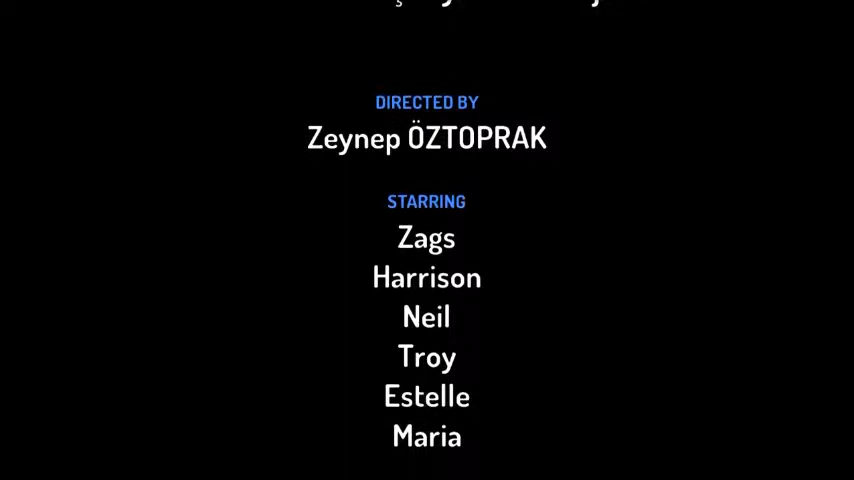 DIRECTED BY
Zeynep ÖZTOPRAK
STARRING
Zags
Harrison
Neil
Troy
Estelle
Maria